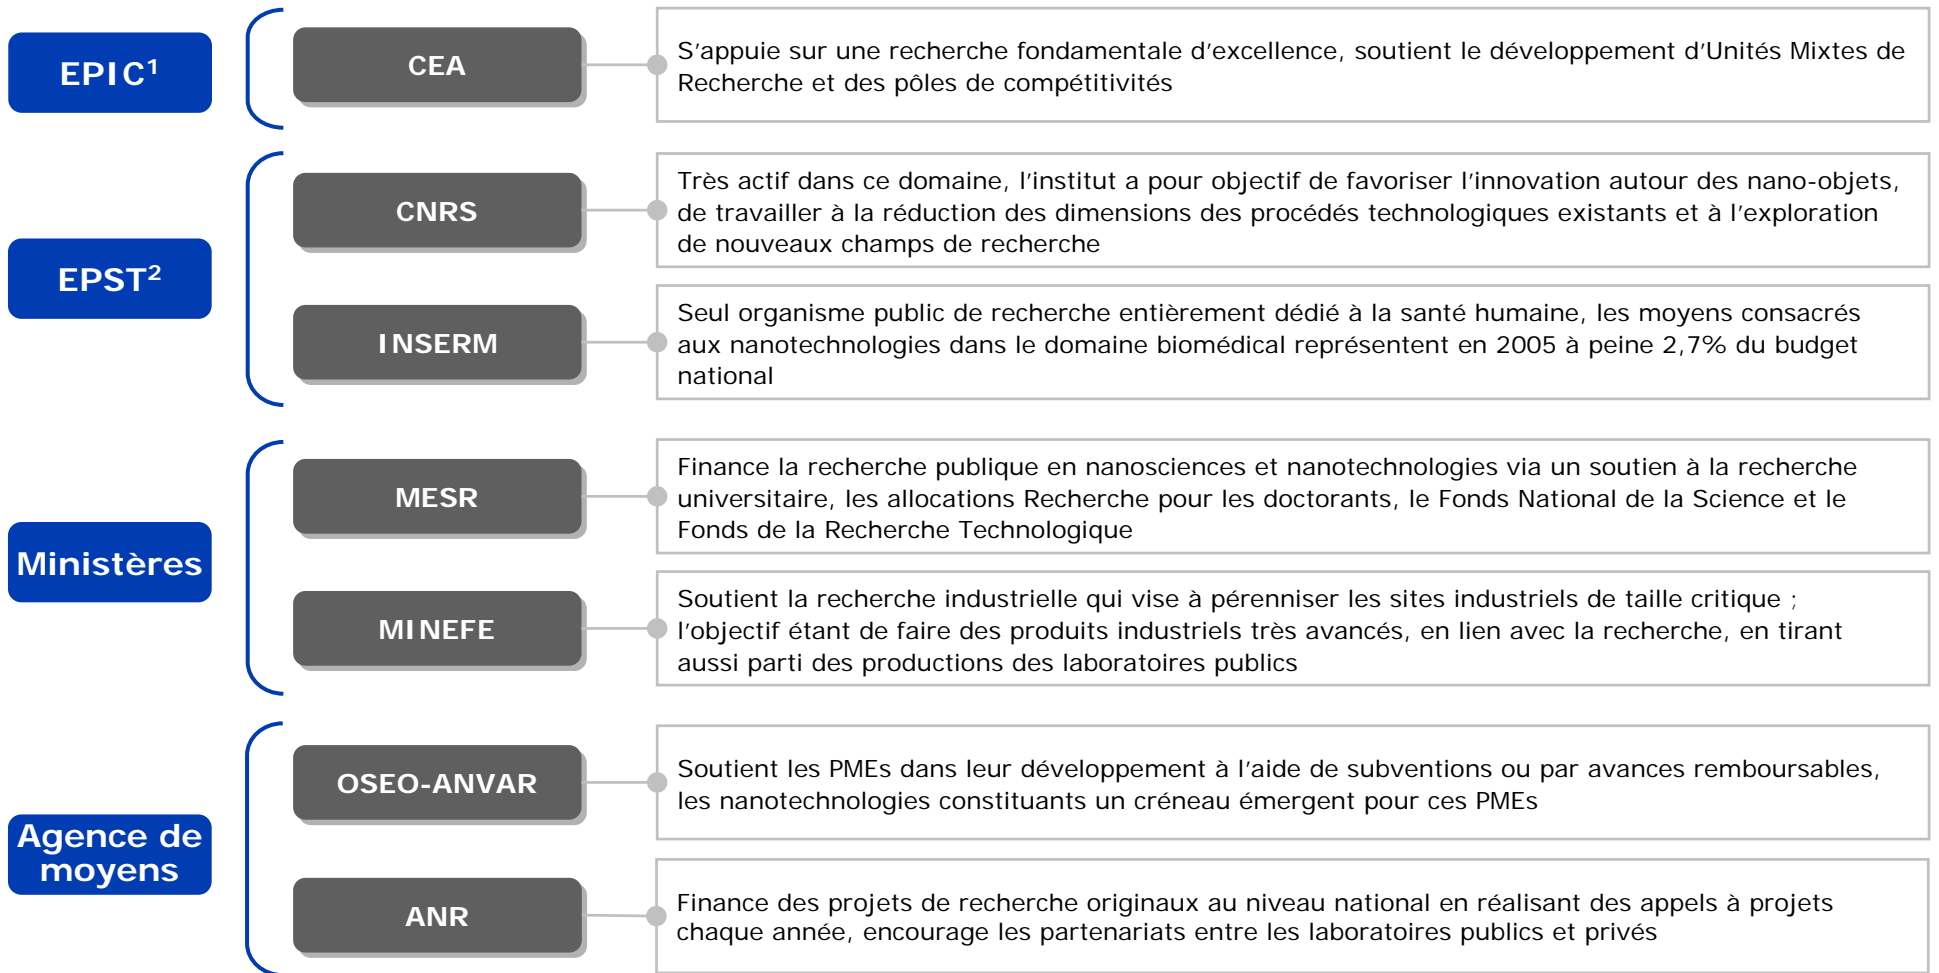 EPIC¹
CEA
S’appuie sur une recherche fondamentale d’excellence, soutient le développement d’Unités Mixtes de
Recherche et des pôles de compétitivités
EPST²
CNRS
Très actif dans ce domaine, l’institut a pour objectif de favoriser l’innovation autour des nano-objets,
de travailler à la réduction des dimensions des procédés technologiques existants et à l’exploration
de nouveaux champs de recherche
INSERM
Seul organisme public de recherche entièrement dédié à la santé humaine, les moyens consacrés
aux nanotechnologies dans le domaine biomédical représentent en 2005 à peine 2,7% du budget
national
Ministères
MESR
Finance la recherche publique en nanosciences et nanotechnologies via un soutien à la recherche
universitaire, les allocations Recherche pour les doctorants, le Fonds National de la Science et le
Fonds de la Recherche Technologique
MINEFE
Soutient la recherche industrielle qui vise à pérenniser les sites industriels de taille critique ;
l’objectif étant de faire des produits industriels très avancés, en lien avec la recherche, en tirant
aussi parti des productions des laboratoires publics
Agence de
moyens
OSEO-ANVAR
Soutient les PMEs dans leur développement à l’aide de subventions ou par avances remboursables,
les nanotechnologies constituants un créneau émergent pour ces PMEs
ANR
Finance des projets de recherche originaux au niveau national en réalisant des appels à projets
chaque année, encourage les partenariats entre les laboratoires publics et privés